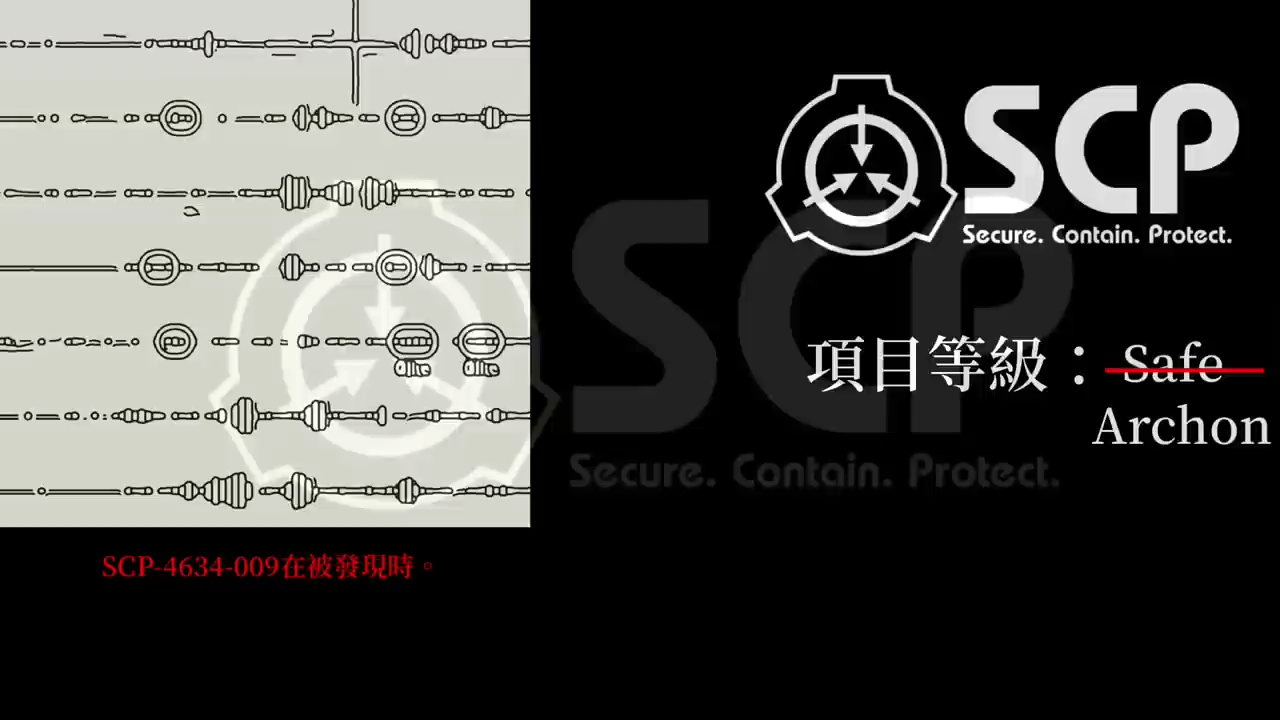 SCP
Secure. Contain. Protect.
SCP
Secure. Contain. Protect.
項目等級：Safe
Archon
SCP-4634-009在被發現時。